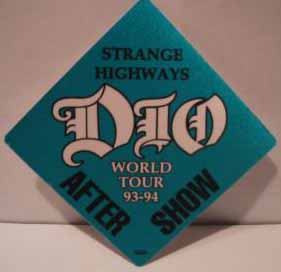 STRANGE
HIGHWAYS
DIO
WORLD
TOUR
93-94
AFTER SHOW